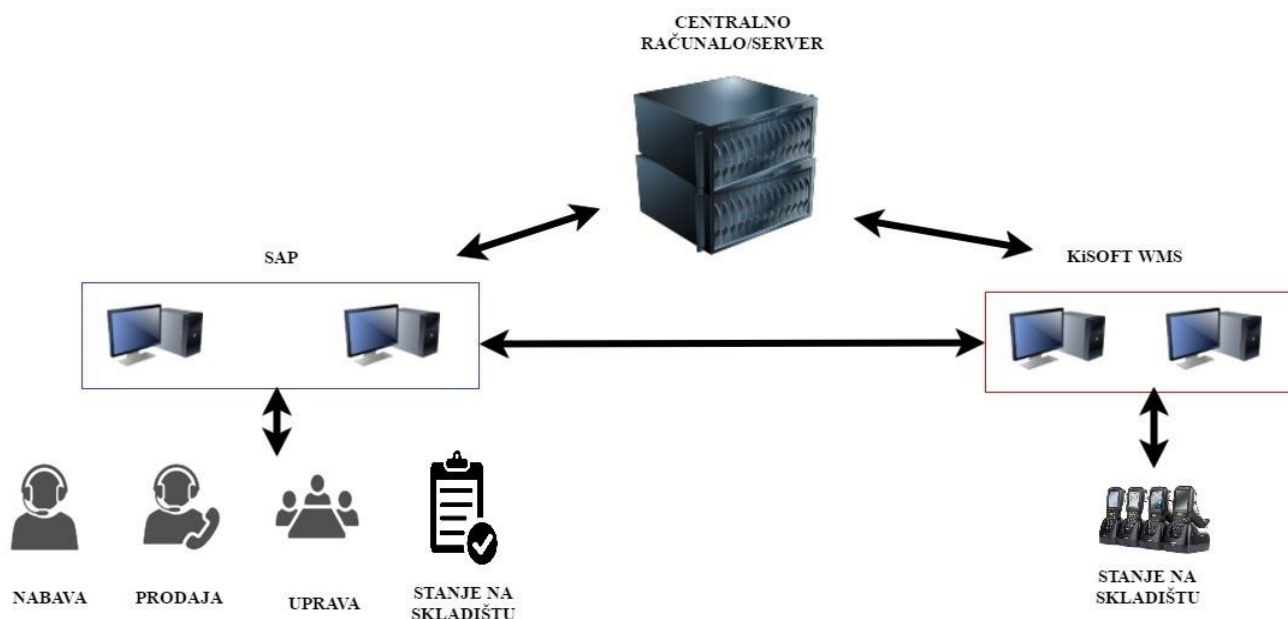 CENTRALNO
RAČUNALO/SERVER
SAP
KiSOFT WMS
NABAVA
PRODAJA
UPRAVA
STANJE NA
SKLADIŠTU
STANJE NA
SKLADIŠTU